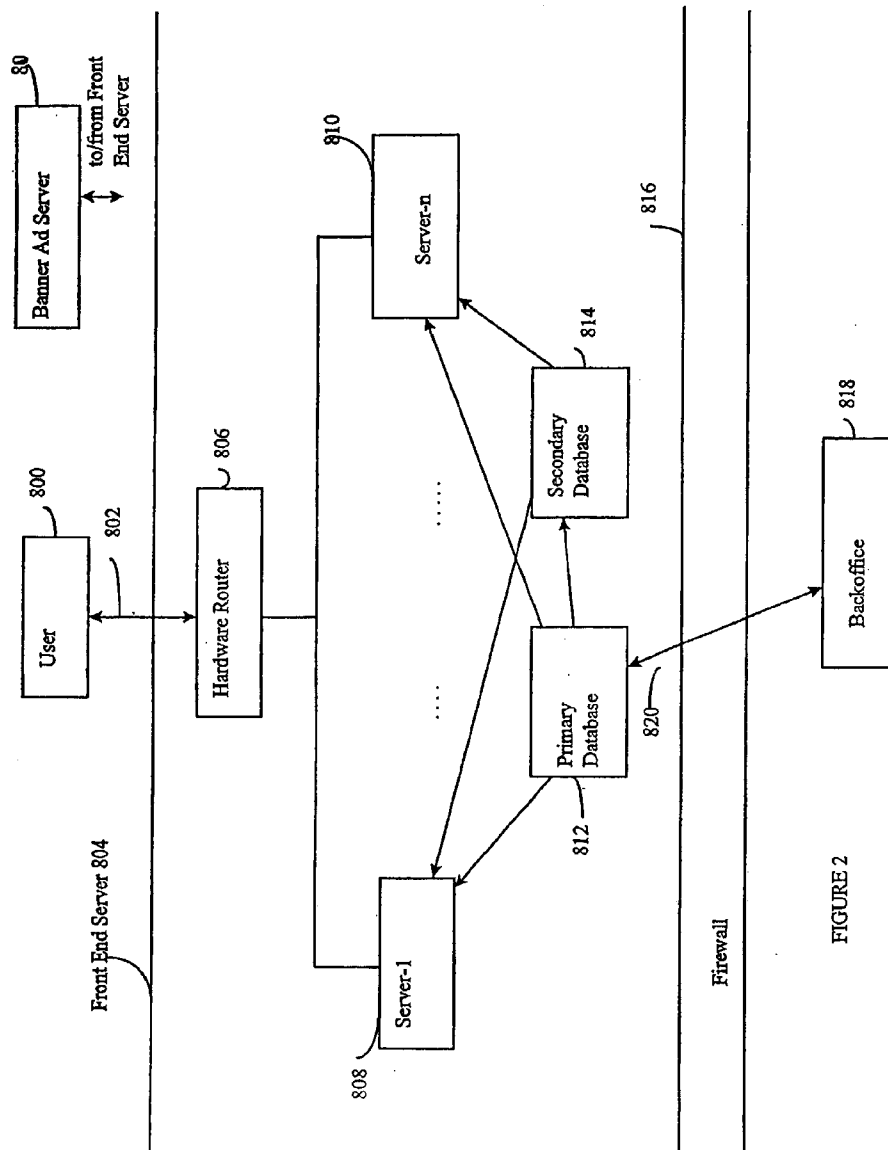 80
Banner Ad Server
to/from Front
End Server
800
User
802
Front End Server 804
806
Hardware Router
810
Server-n
808
Server-1
.....
....
814
Secondary
Database
812
Primary
Database
816
820
Firewall
818
Backoffice
FIGURE 2